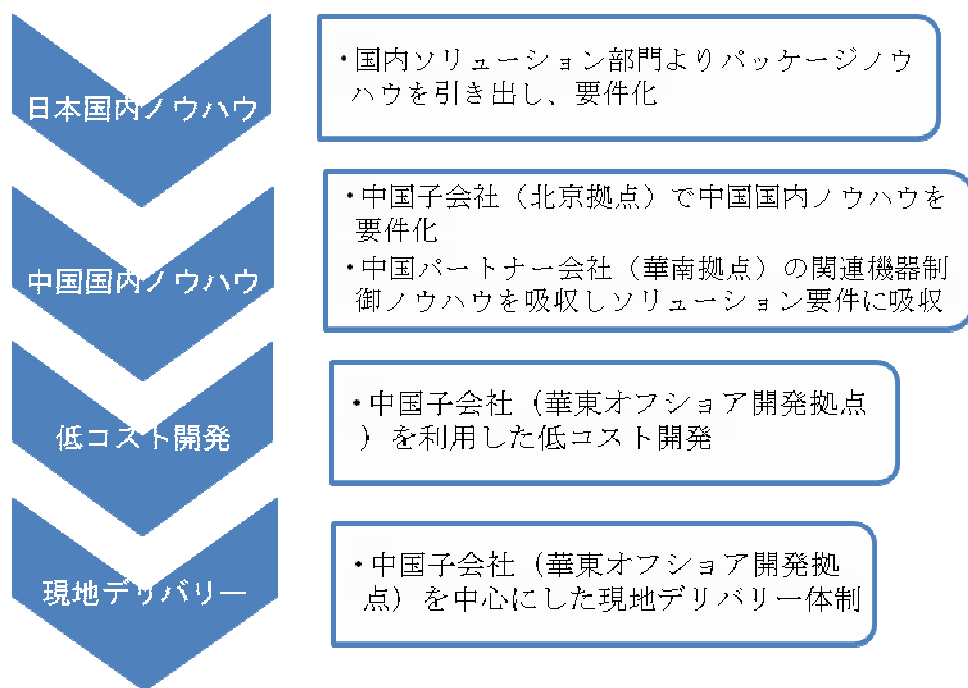 日本国内ノウハウ
・国内ソリューション部門よりパッケージノウ
ハウを引き出し、要件化
中国国内ノウハウ
・中国子会社（北京拠点）で中国国内ノウハウを
要件化
・中国パートナー会社（華南拠点）の関連機器制
御ノウハウを吸収しソリューション要件に吸収
低コスト開発
・中国子会社（華東オフショア開発拠点
）を利用した低コスト開発
現地デリバリー
・中国子会社（華東オフショア開発拠
点）を中心にした現地デリバリー体制